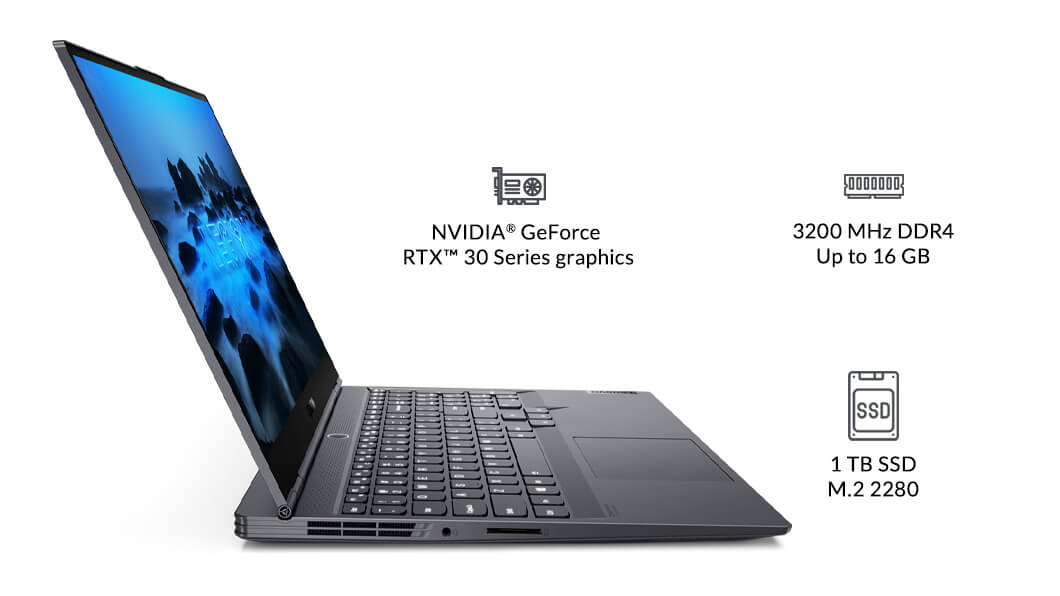 NVIDIA® GeForce
RTX™ 30 Series graphics
3200 MHz DDR4
Up to 16 GB
SSD
1 TB SSD
M.2 2280
LEGION